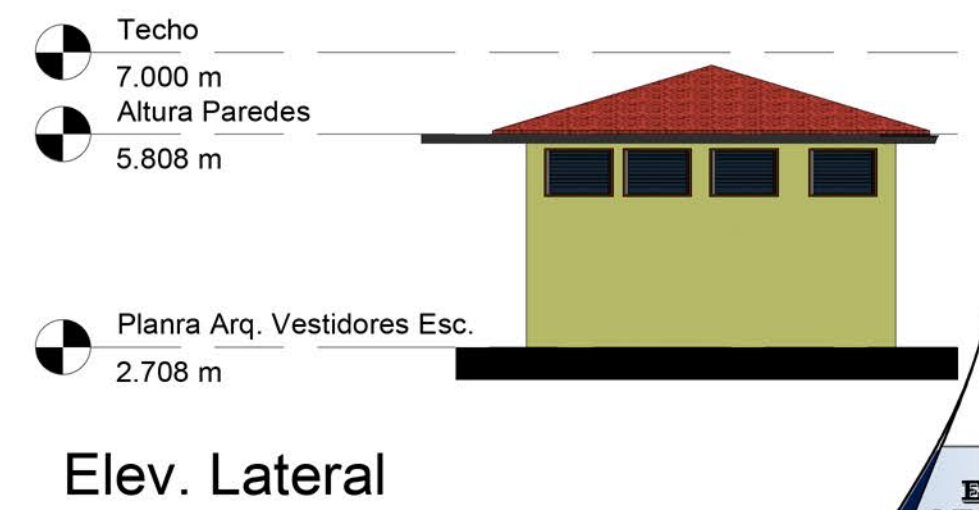 Techo
7.000 m
Altura Paredes
5.808 m
Planra Arq. Vestidores Esc.
2.708 m
Elev. Lateral
E